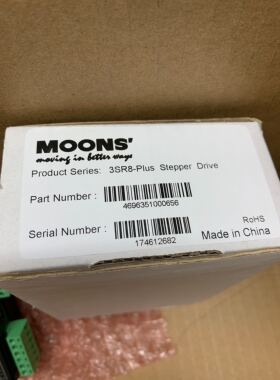 MOONS'
moving in better ways
Product Series: 3SR8-Plus Stepper Drive
Part Number :
4696351000656
Serial Number :
174612682
RoHS
Made in China